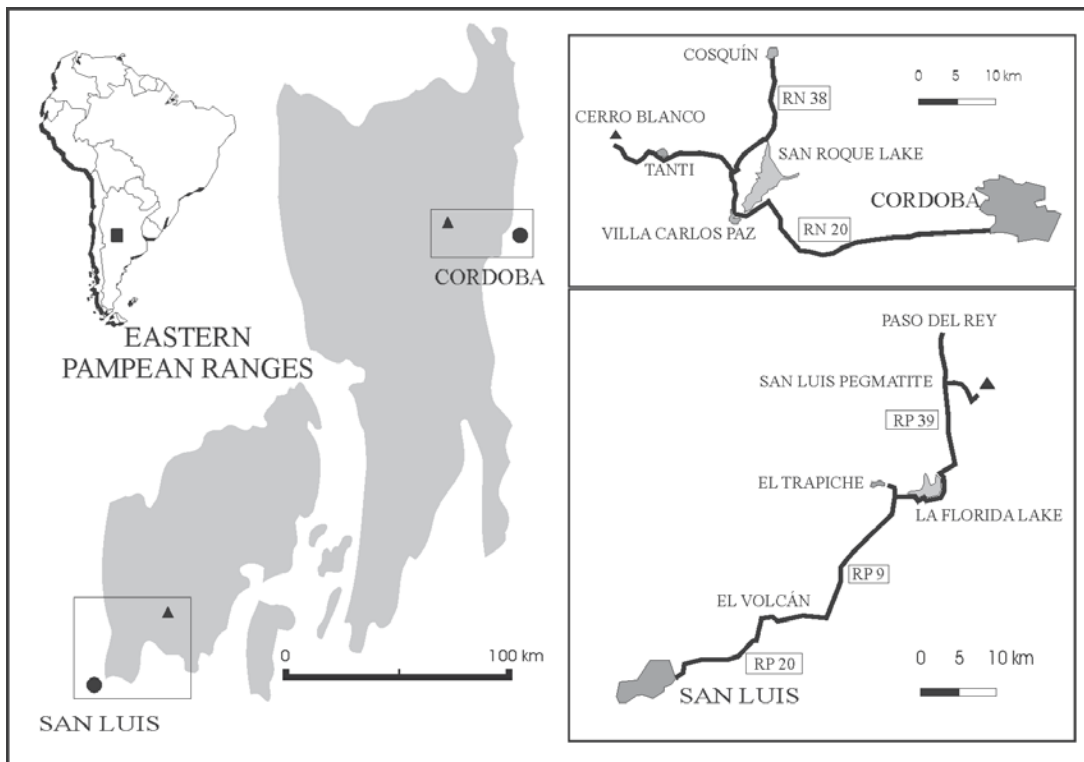 EASTERN
PAMPEAN RANGES
CORDOBA
SAN LUIS
0 100 km
COSQUÍN
0 5 10 km
RN 38
CERRO BLANCO
SAN ROQUE LAKE
TANTI
CORDOBA
VILLA CARLOS PAZ
RN 20
PASO DEL REY
SAN LUIS PEGMATITE
RP 39
EL TRAPICHE
LA FLORIDA LAKE
RP 9
EL VOLCÁN
RP 20
0 5 10 km
SAN LUIS